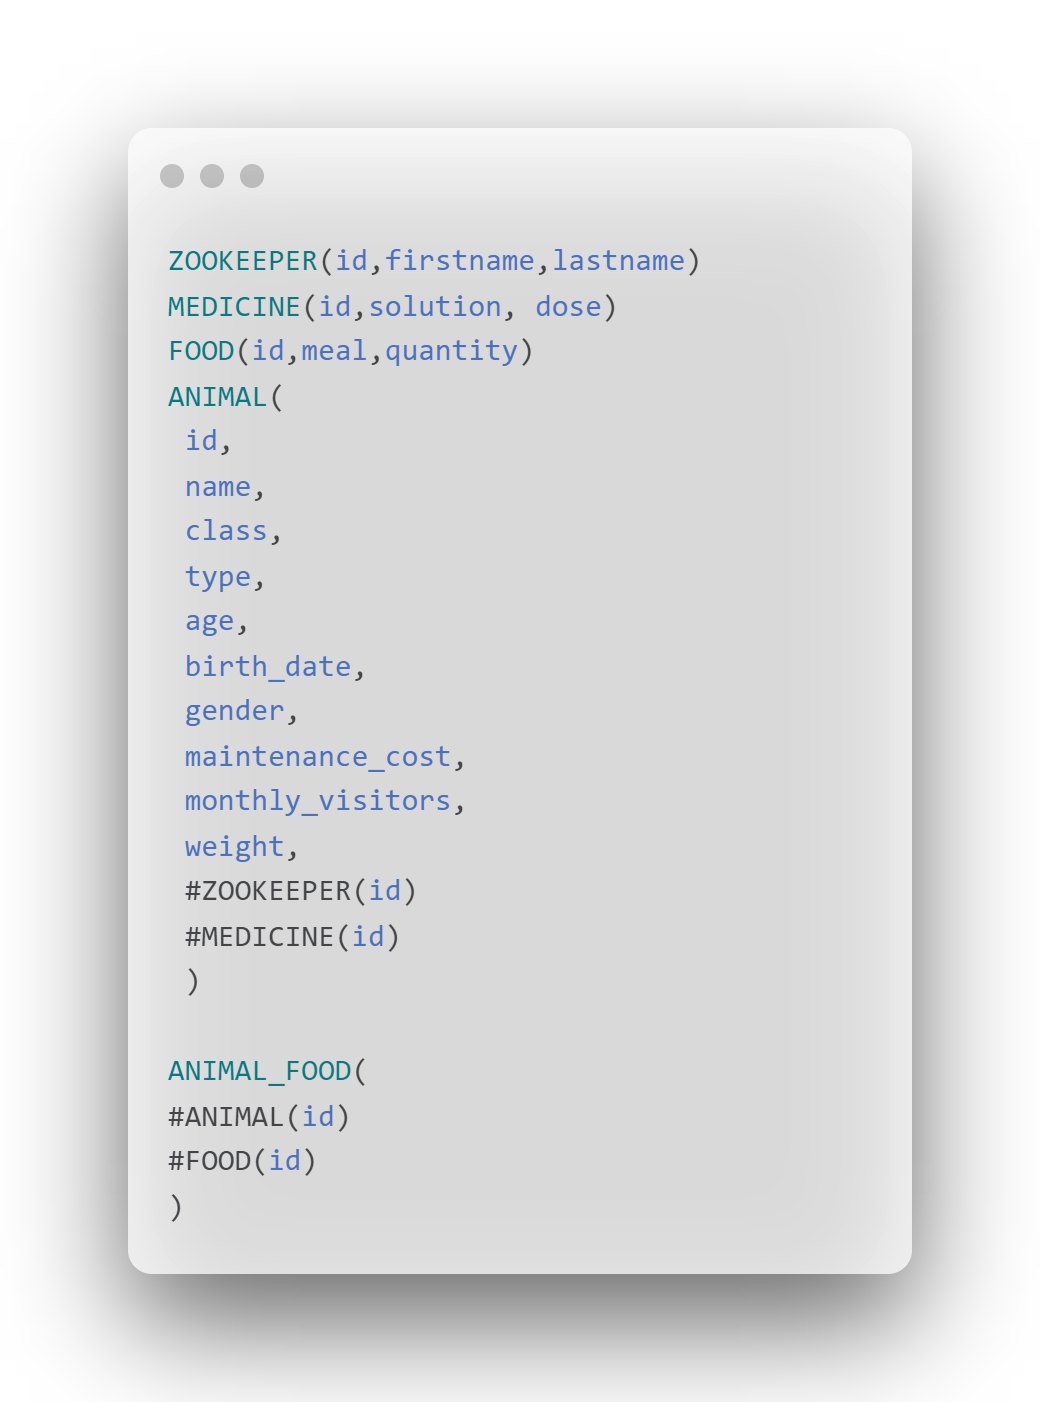 ZOOKEEPER(id,firstname,lastname)
MEDICINE(id,solution, dose)
FOOD(id,meal,quantity)
ANIMAL(
id,
name,
class,
type,
age,
birth_date,
gender,
maintenance_cost,
monthly_visitors,
weight,
#ZOOKEEPER(id)
#MEDICINE(id)
)
ANIMAL_FOOD(
#ANIMAL(id)
#FOOD(id)
)